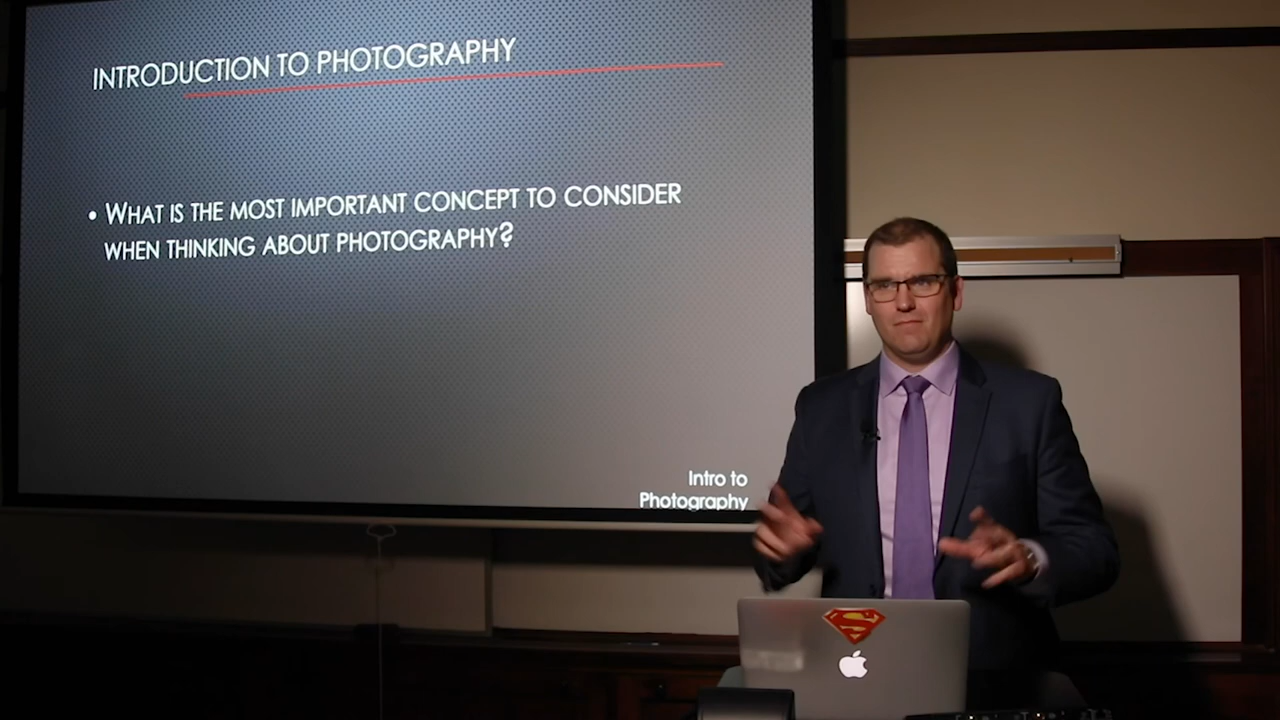 INTRODUCTION TO PHOTOGRAPHY
• WHAT IS THE MOST IMPORTANT CONCEPT TO CONSIDER
WHEN THINKING ABOUT PHOTOGRAPHY?
Intro to
Photography
S